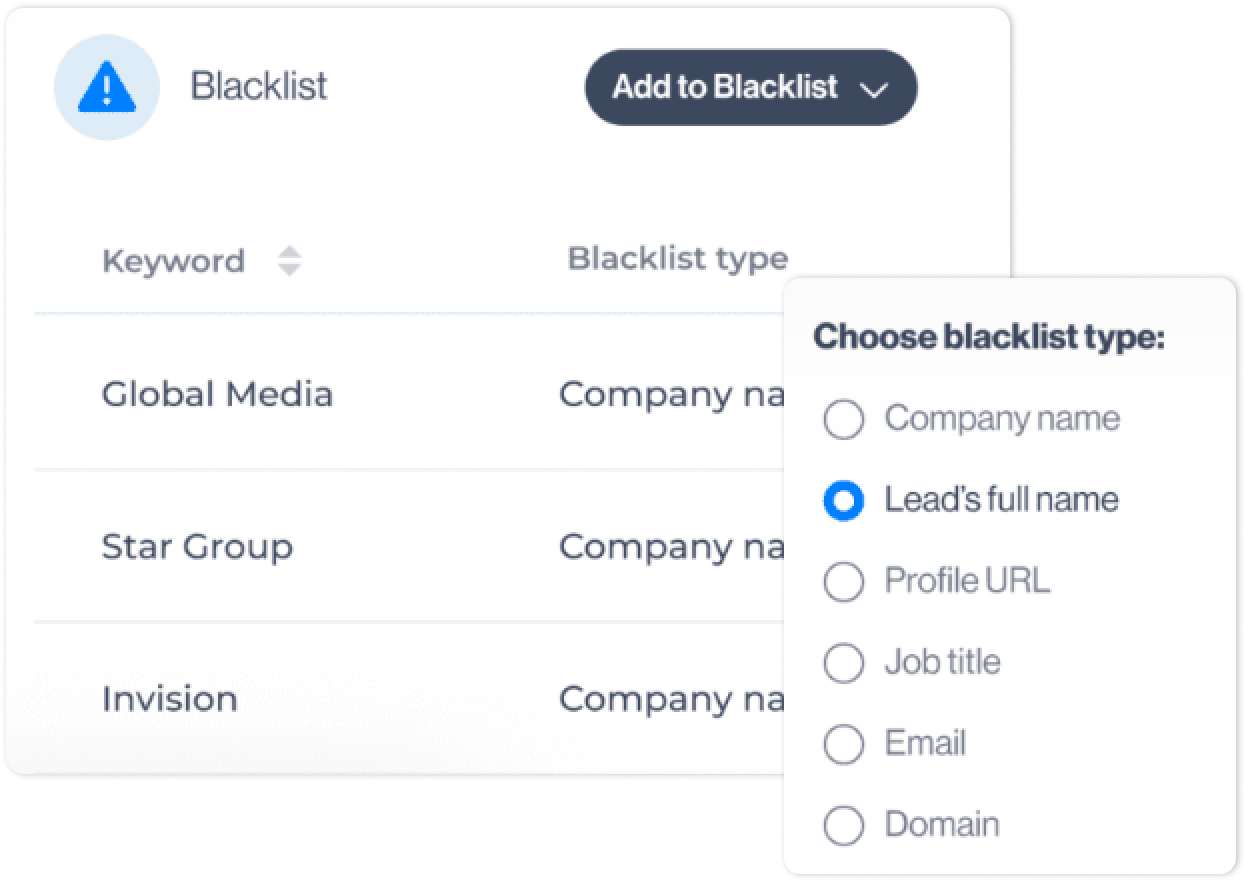 Blacklist
Add to Blacklist
Keyword
Blacklist type
Global Media
Company na
Star Group
Company na
Invision
Company na
Choose blacklist type:
Company name
Lead's full name
Profile URL
Job title
Email
Domain